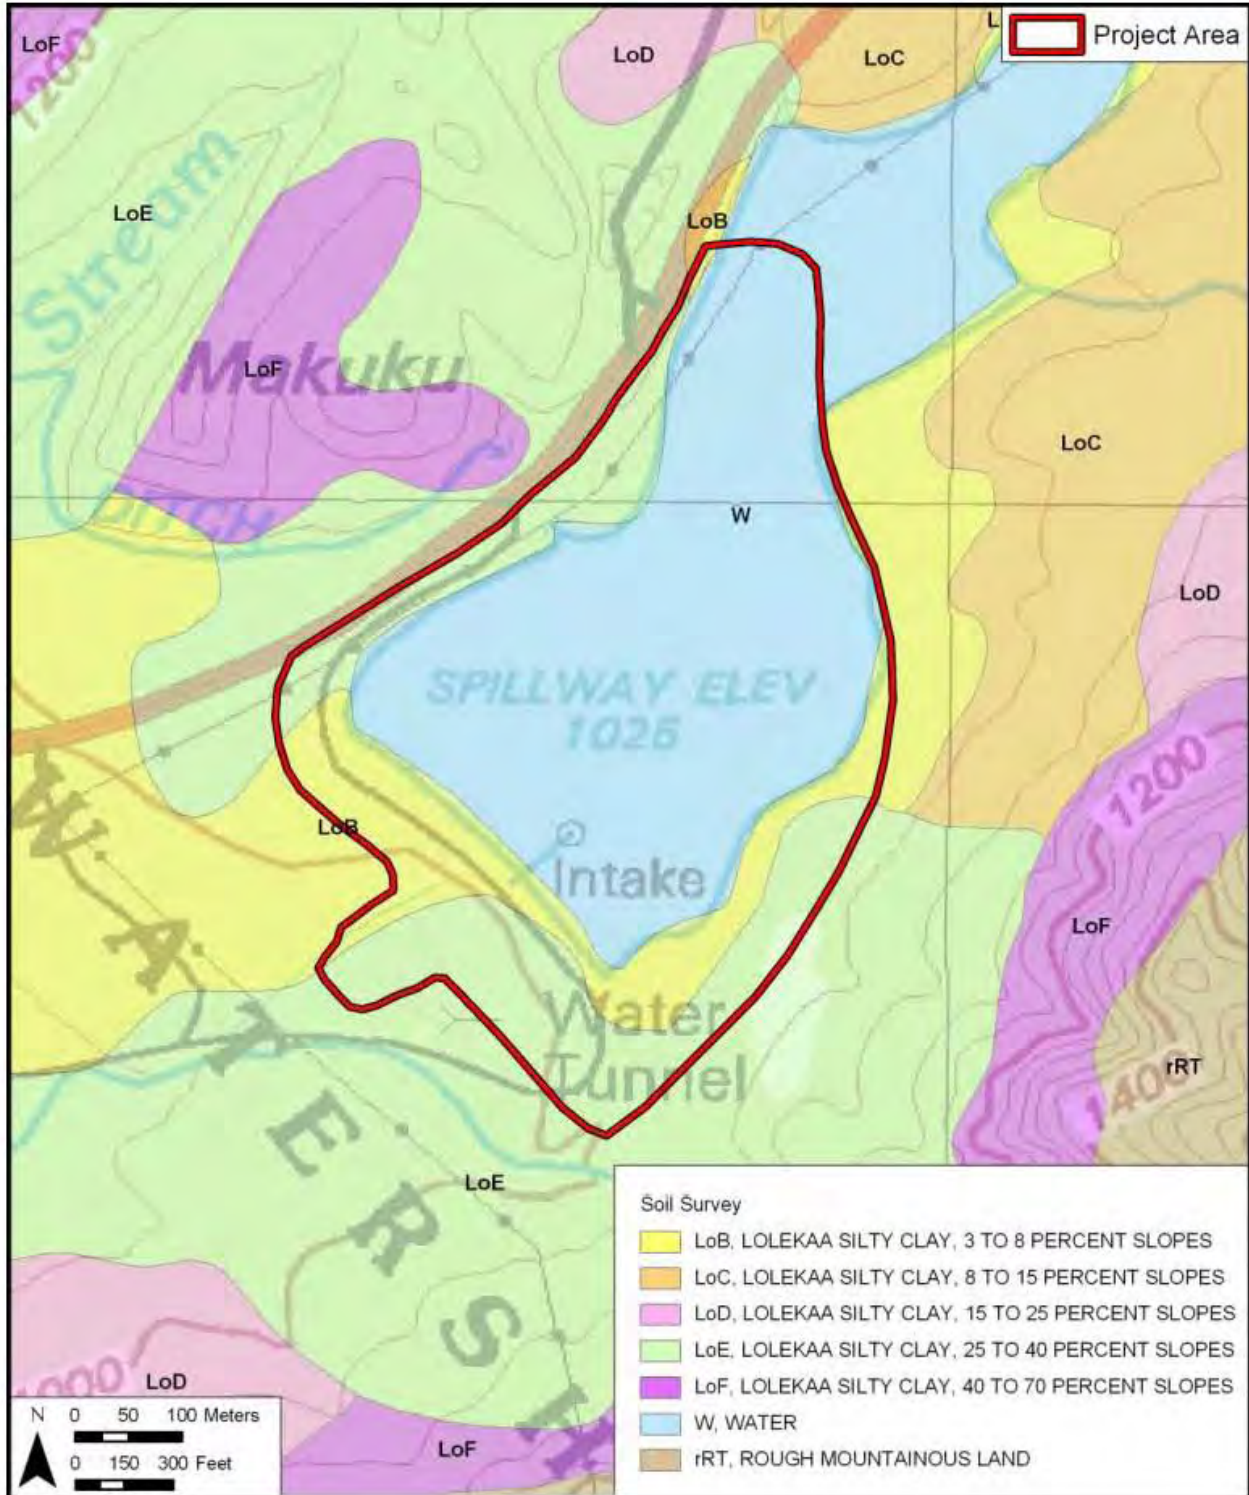 LoF
1200
LoD
LoC
L
Project Area
Stream
LoE
LoB
Makuku
LoF
LoC
DITCH
W
LoD
SPILLWAY ELEV
1026
1200
LoB
Intake
LoF
WATERS
Water
Tunnel
rRT
1400
LoE
LoD
LoF
Soil Survey
LoB, LOLEKAA SILTY CLAY, 3 TO 8 PERCENT SLOPES
LoC, LOLEKAA SILTY CLAY, 8 TO 15 PERCENT SLOPES
LoD, LOLEKAA SILTY CLAY, 15 TO 25 PERCENT SLOPES
LoE, LOLEKAA SILTY CLAY, 25 TO 40 PERCENT SLOPES
LoF, LOLEKAA SILTY CLAY, 40 TO 70 PERCENT SLOPES
W, WATER
rRT, ROUGH MOUNTAINOUS LAND
N 0 50 100 Meters
0 150 300 Feet